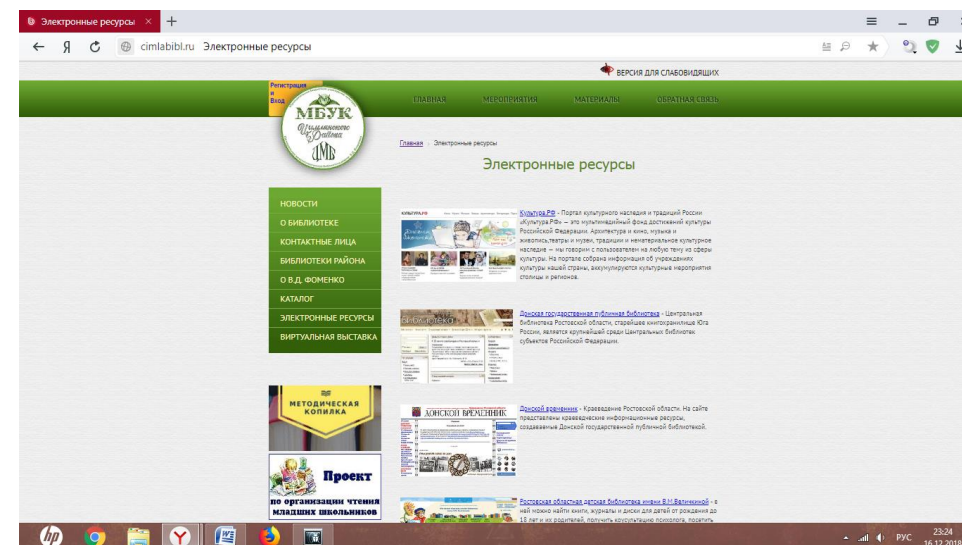 Электронные ресурсы
cimlabibl.ru Электронные ресурсы
ВЕРСИЯ ДЛЯ СЛАБОВИДЯЩИХ
Регистрация
и
Вход
ГЛАВНАЯ МЕРОПРИЯТИЯ МАТЕРИАЛЫ ОБРАТНАЯ СВЯЗЬ
МБУК
Цимлянского
Района
ЦМБ
Главная Электронные ресурсы
Электронные ресурсы
НОВОСТИ
О БИБЛИОТЕКЕ
КОНТАКТНЫЕ ЛИЦА
БИБЛИОТЕКИ РАЙОНА
О В.Д. ФОМЕНКО
КАТАЛОГ
ЭЛЕКТРОННЫЕ РЕСУРСЫ
ВИРТУАЛЬНАЯ ВЫСТАВКА
МЕТОДИЧЕСКАЯ
КОПИЛКА
Проект
по организации чтения
младших школьников
КУЛЬТУРА.РФ
Культура.РФ - Портал культурного наследия и традиций России
«Культура.РФ» — это мультимедийный фонд достижений культуры
Российской Федерации. Архитектура и кино, музыка и
живопись,театры и музеи, традиции и нематериальное культурное
наследие — мы говорим с пользователем на любую тему из сферы
культуры. На портале собрана информация об учреждениях
культуры нашей страны, аккумулируются культурные мероприятия
столицы и регионов.
Донская государственная публичная библиотека - Центральная
библиотека Ростовской области, старейшее книгохранилище Юга
России, является крупнейшей среди Центральных библиотек
субъектов Российской Федерации.
ДОНСКОЙ ВРЕМЕННИК
Донской временник - Краеведение Ростовской области. На сайте
представлены краеведческие информационные ресурсы,
создаваемые Донской государственной публичной библиотекой.
Ростовская областная детская библиотека имени В.М.Величкиной - в
ней можно найти книги, журналы и диски для детей от рождения до
18 лет и их родителей, получить консультацию психолога, посетить
РУС
23:24
16.12.2018